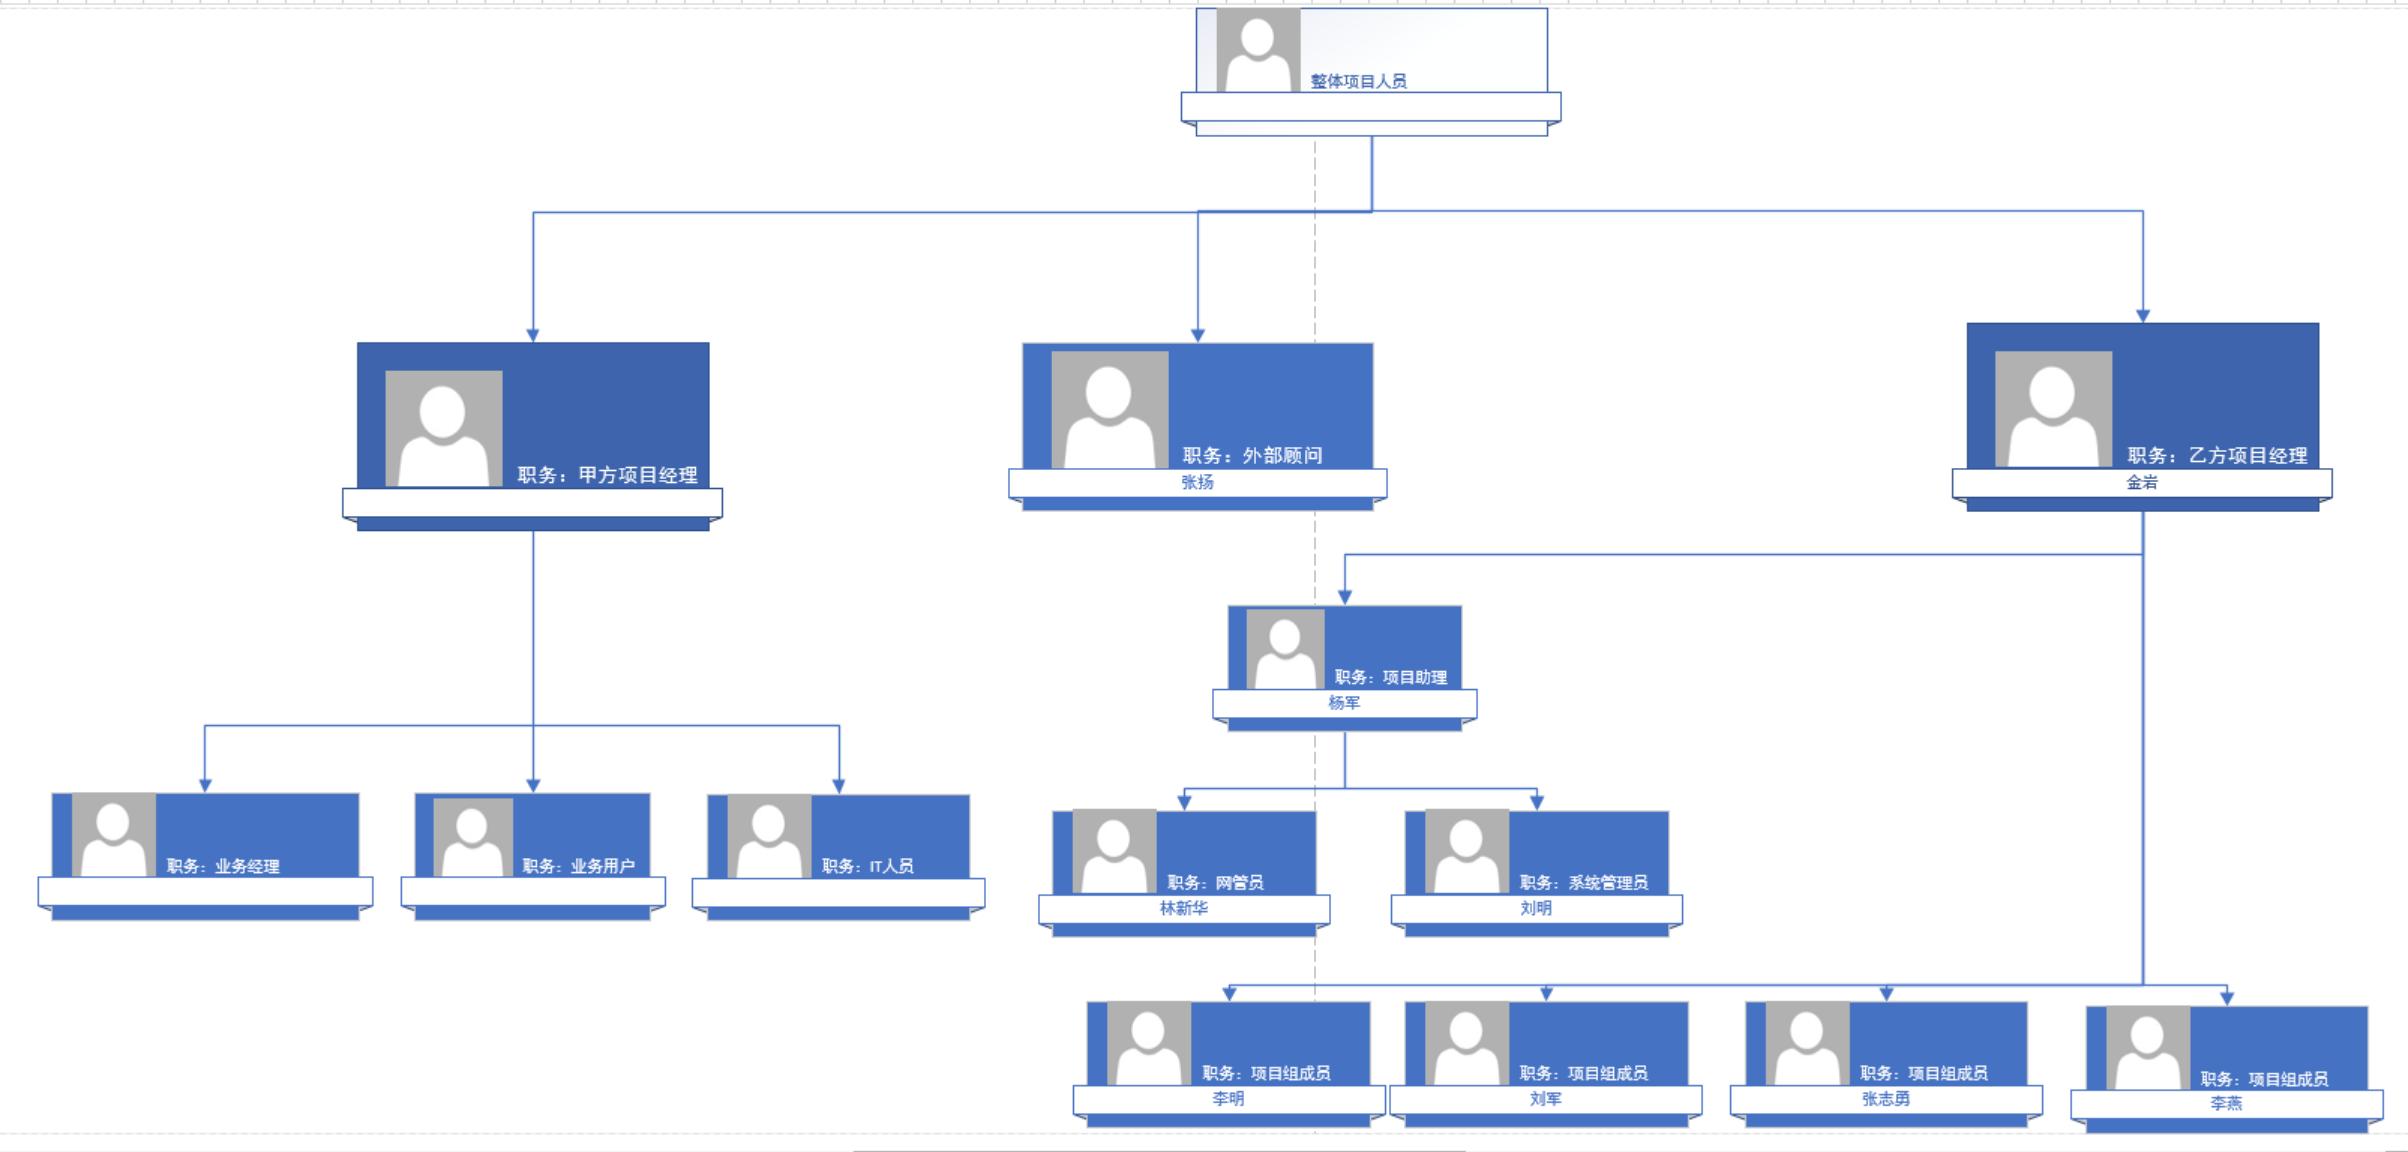 整体项目人员
职务：甲方项目经理
职务：外部顾问
张扬
职务：乙方项目经理
金岩
职务：项目助理
杨军
职务：业务经理
职务：业务用户
职务：IT人员
职务：网管员
林新华
职务：系统管理员
刘明
职务：项目组成员
李明
职务：项目组成员
刘军
职务：项目组成员
张志勇
职务：项目组成员
李燕